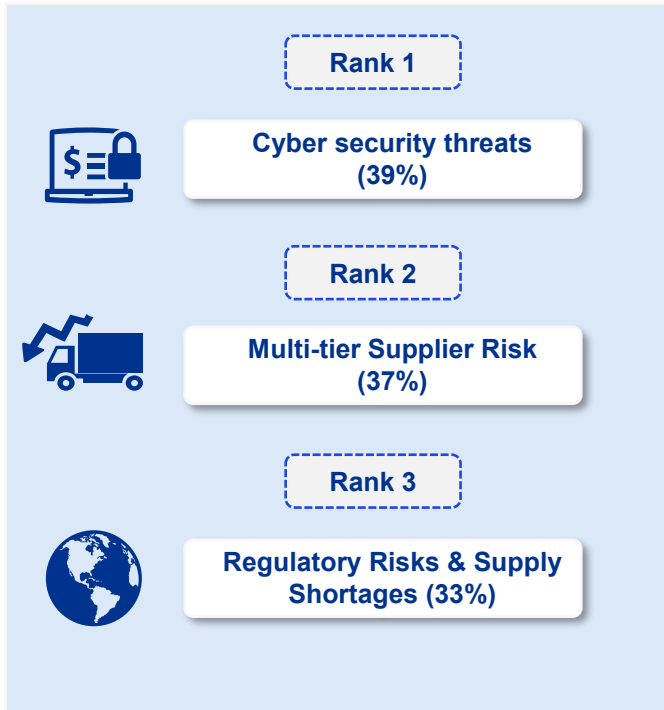 Rank 1
$
Cyber security threats
(39%)
Rank 2
Multi-tier Supplier Risk
(37%)
Rank 3
Regulatory Risks & Supply
Shortages (33%)